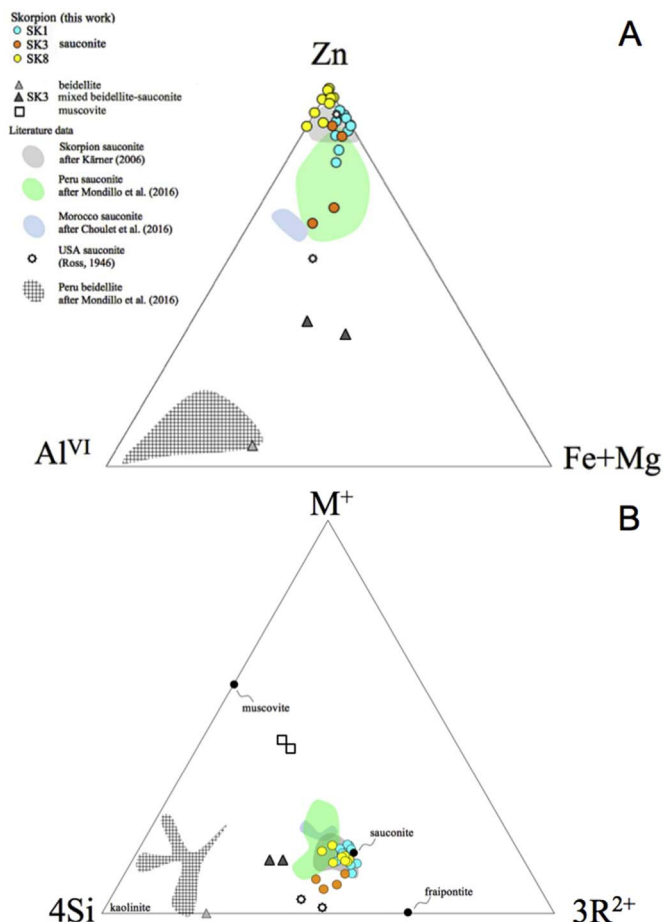 Skorpion (this work)
SK1
SK3 sauconite
SK8
beidellite
SK3 mixed beidellite-sauconite
muscovite
Literature data
Skorpion sauconite
after Kärner (2006)
Peru sauconite
after Mondillo et al. (2016)
Morocco sauconite
after Choulet et al. (2016)
USA sauconite
(Ross, 1946)
Peru beidellite
after Mondillo et al. (2016)
A
Zn
Al^VI
Fe+Mg
B
M⁺
muscovite
sauconite
fraipontite
kaolinite
4Si
3R²⁺